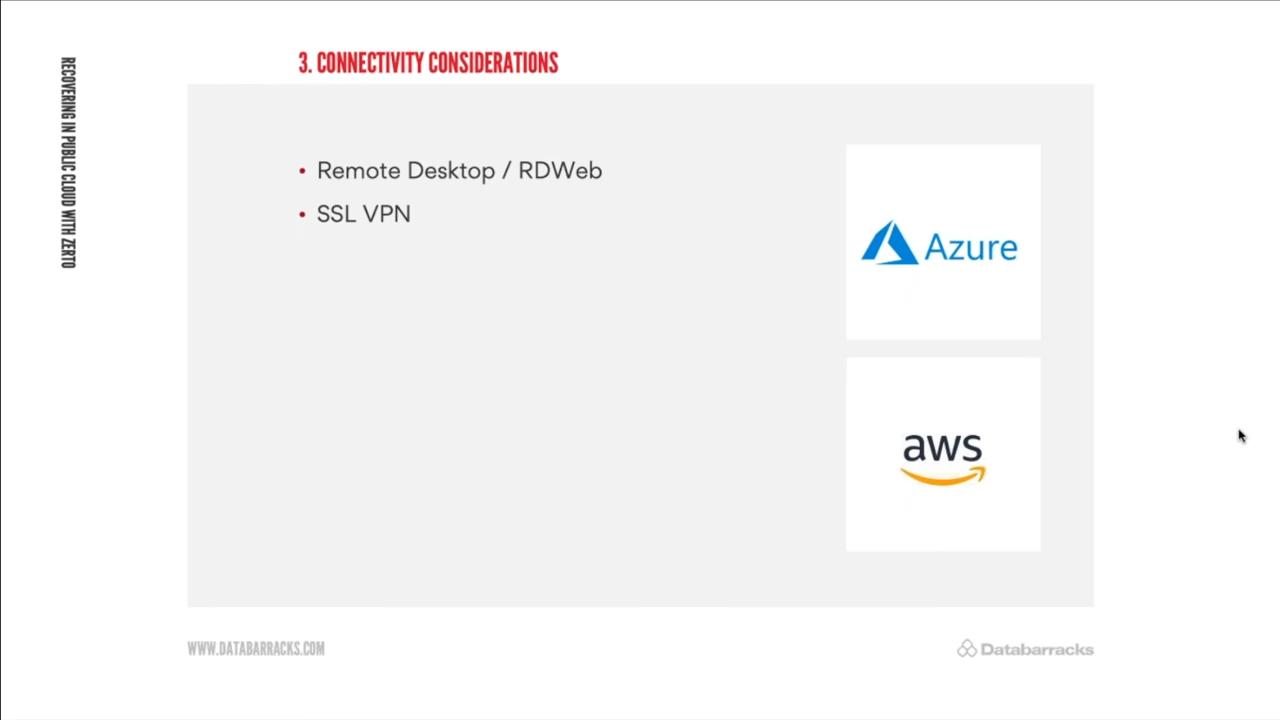 RECOVERING IN PUBLIC CLOUD WITH ZERTO
3. CONNECTIVITY CONSIDERATIONS
• Remote Desktop / RDWeb
• SSL VPN
Azure
aws
WWW.DATABARRACKS.COM
Databarracks